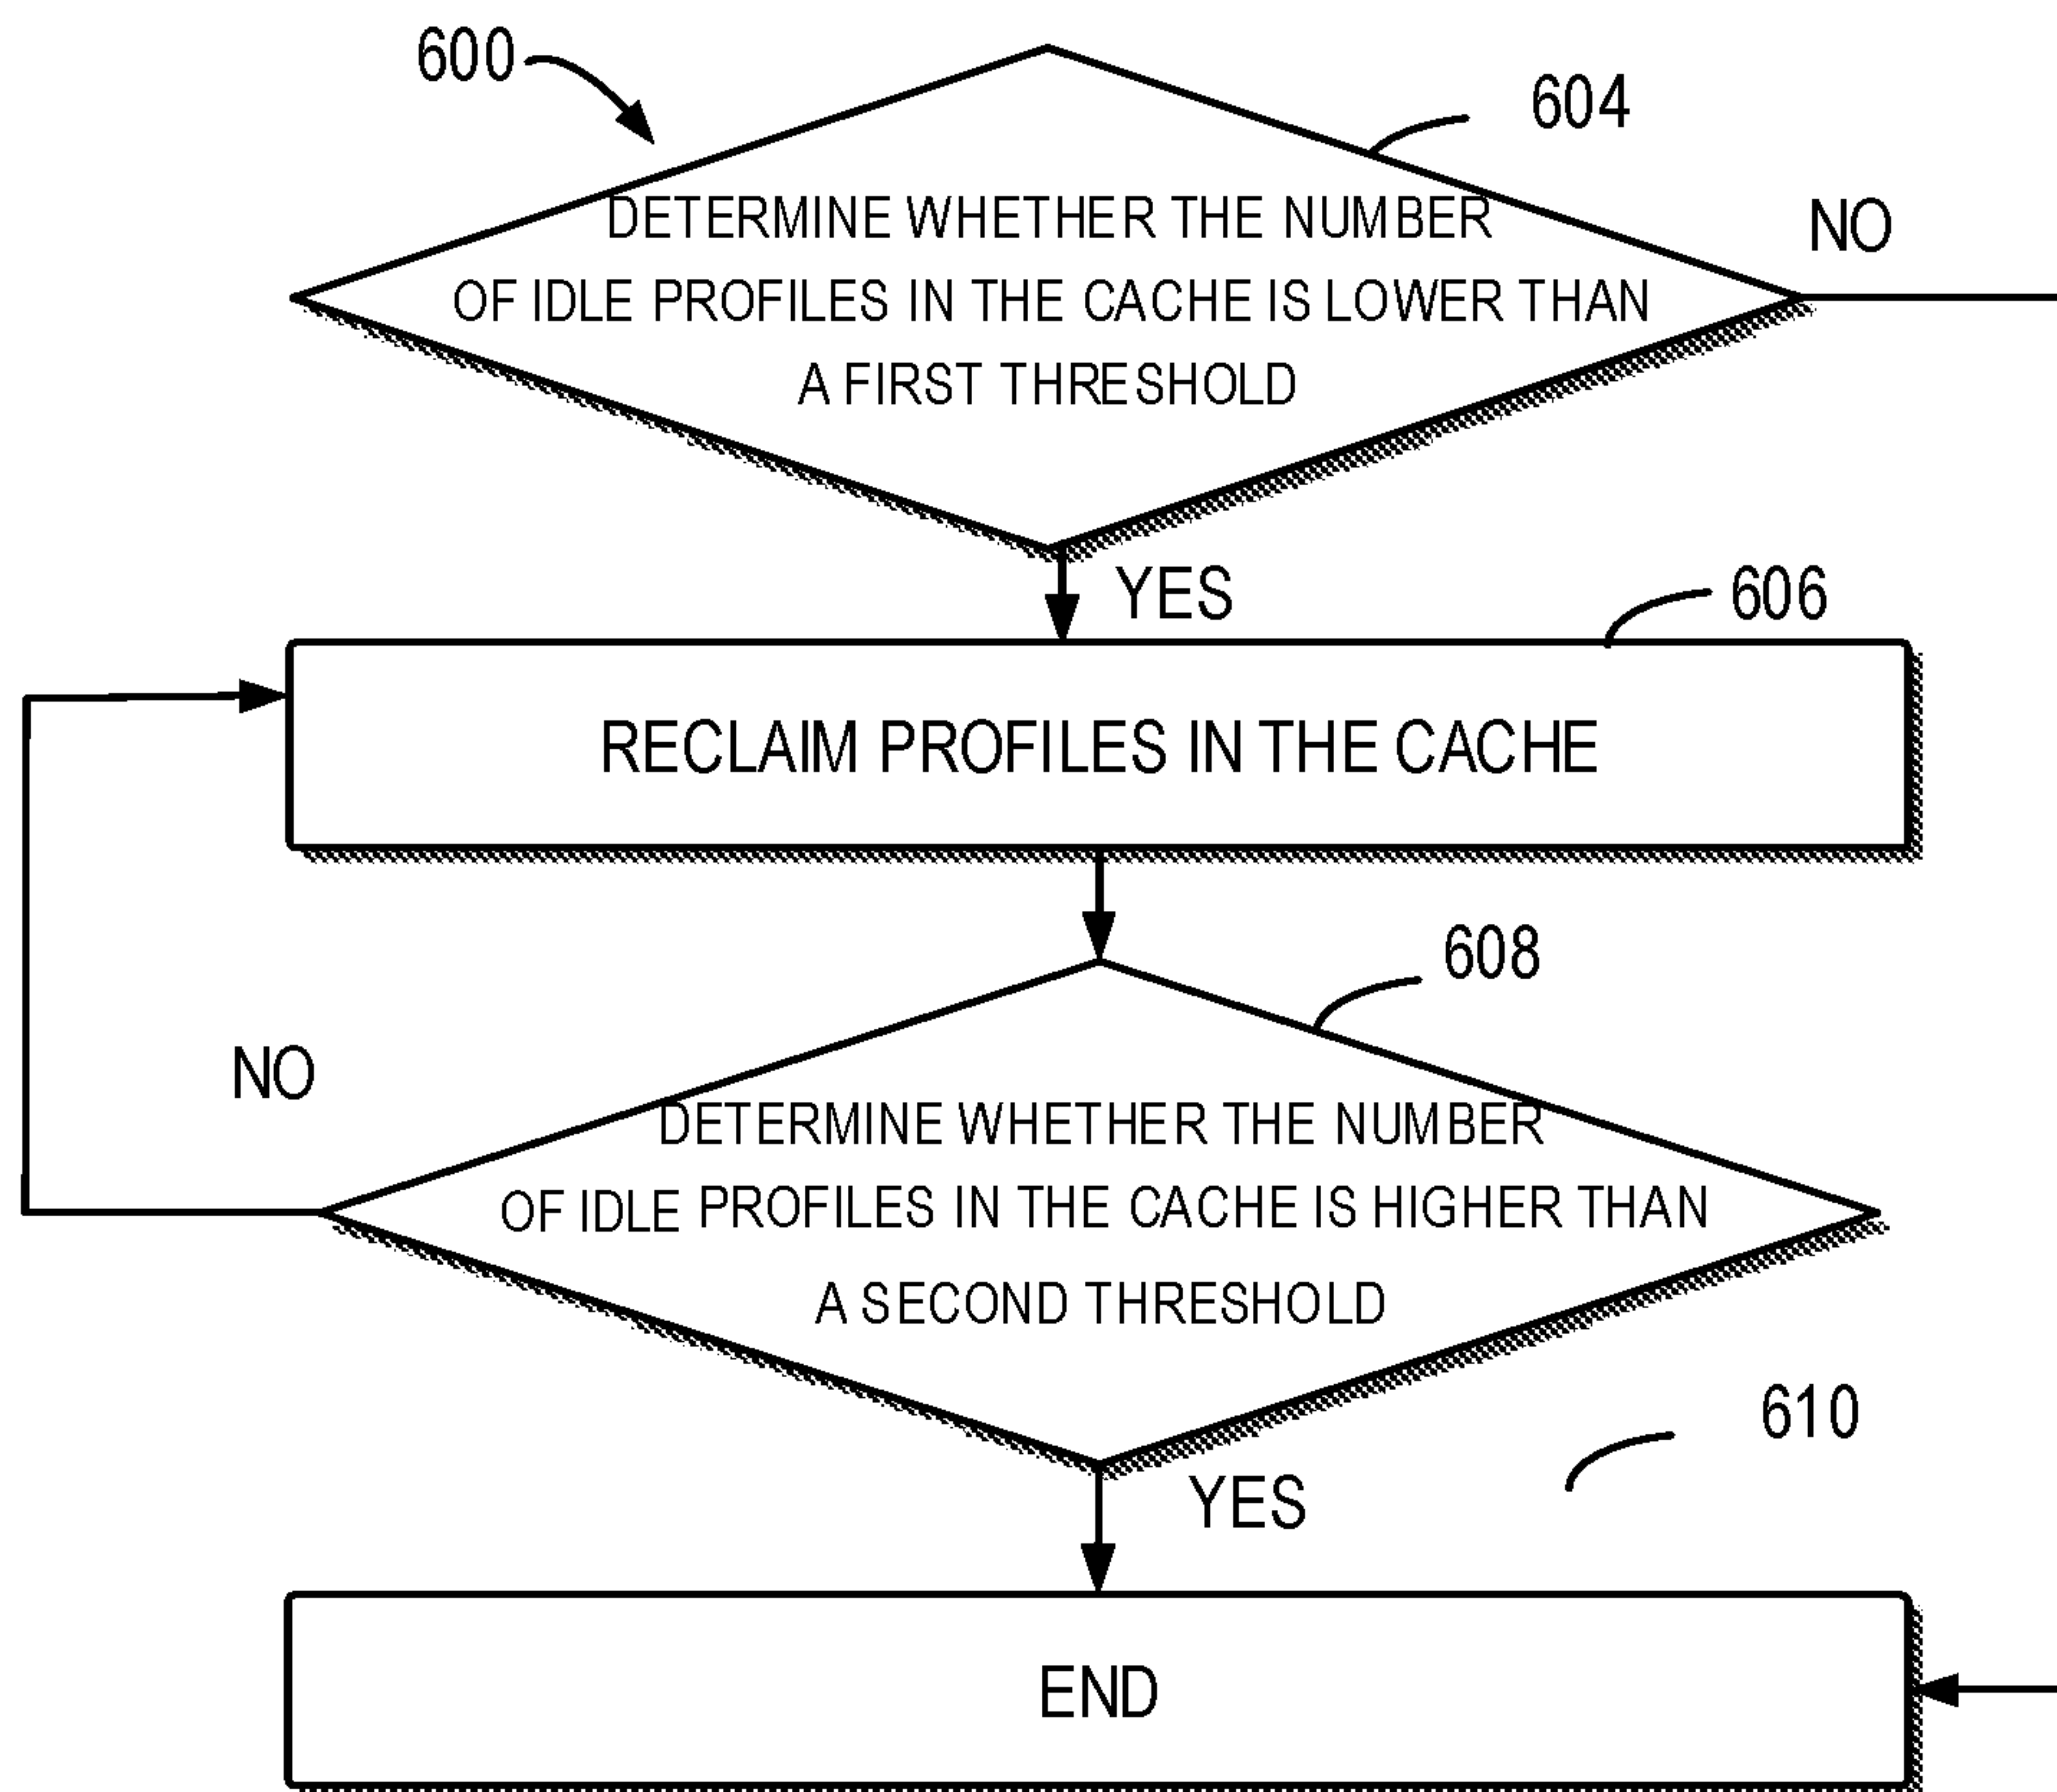 600
604
DETERMINE WHETHER THE NUMBER
OF IDLE PROFILES IN THE CACHE IS LOWER THAN
A FIRST THRESHOLD
NO
YES
606
RECLAIM PROFILES IN THE CACHE
608
NO
DETERMINE WHETHER THE NUMBER
OF IDLE PROFILES IN THE CACHE IS HIGHER THAN
A SECOND THRESHOLD
610
YES
END